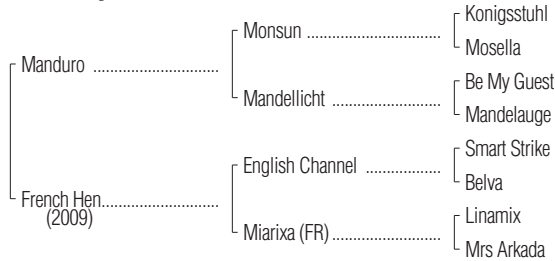 Konigsstuhl
Monsun ................................
Mosella
Manduro ..............................
Be My Guest
Mandellicht ..........................
Mandelauge
Smart Strike
English Channel ..................
Belva
French Hen............................
(2009)
Linamix
Miarixa (FR)..........................
Mrs Arkada